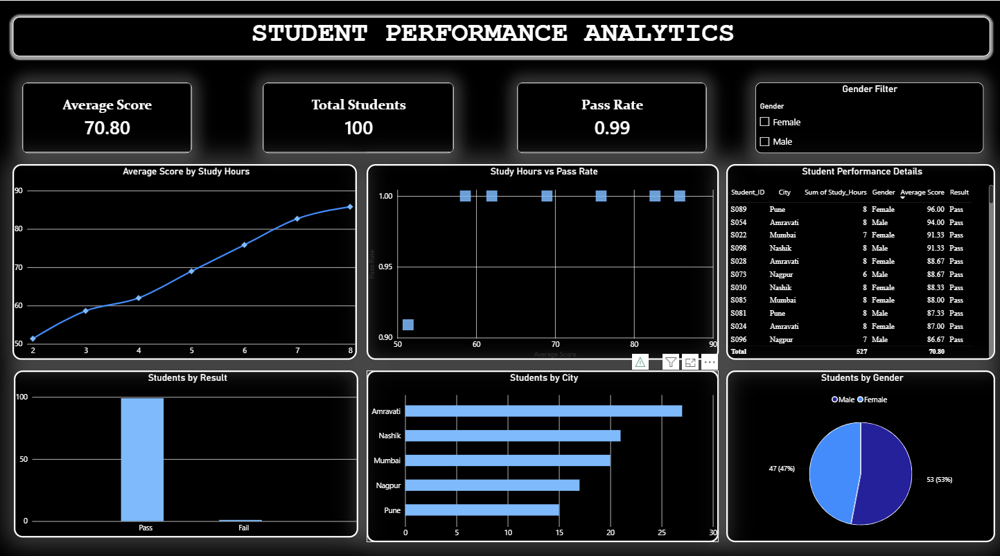 STUDENT PERFORMANCE ANALYTICS
Average Score
70.80
Total Students
100
Pass Rate
0.99
Gender Filter
Gender
Female
Male
Average Score by Study Hours
90
80
70
60
50
2 3 4 5 6 7 8
Study Hours vs Pass Rate
Pass Rate
1.00
0.95
0.90
50 60 70 80 90
Average Score
Student Performance Details
Student_ID City Sum of Study_Hours Gender Average Score Result
S089 Pune 8 Female 96.00 Pass
S054 Amravati 8 Male 94.00 Pass
S022 Mumbai 7 Female 91.33 Pass
S098 Nashik 8 Male 91.33 Pass
S028 Amravati 8 Female 88.67 Pass
S073 Nagpur 6 Male 88.67 Pass
S030 Nashik 8 Female 88.33 Pass
S085 Mumbai 8 Female 88.00 Pass
S081 Pune 8 Male 87.33 Pass
S024 Amravati 8 Female 87.00 Pass
S096 Nagpur 7 Male 86.67 Pass
Total 527 70.80
Students by Result
100
50
0
Pass Fail
Students by City
Amravati
Nashik
Mumbai
Nagpur
Pune
0 5 10 15 20 25 30
Students by Gender
Male Female
47 (47%)
53 (53%)